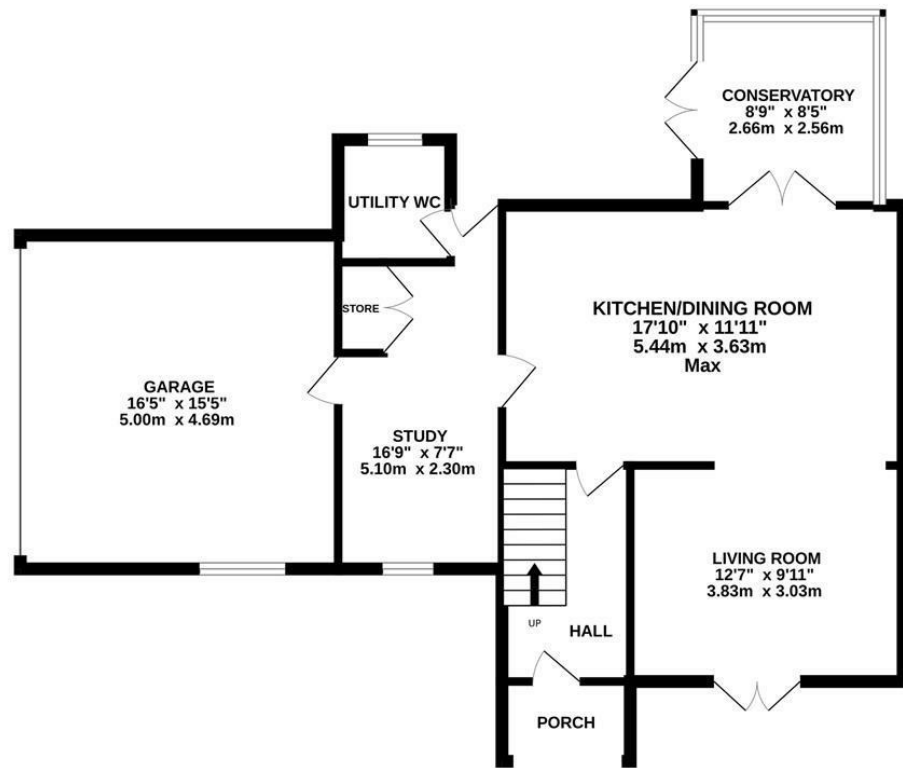 CONSERVATORY
8'9" x 8'5"
2.66m x 2.56m
UTILITY WC
STORE
KITCHEN/DINING ROOM
17'10" x 11'11"
5.44m x 3.63m
Max
GARAGE
16'5" x 15'5"
5.00m x 4.69m
STUDY
16'9" x 7'7"
5.10m x 2.30m
LIVING ROOM
12'7" x 9'11"
3.83m x 3.03m
UP
HALL
PORCH